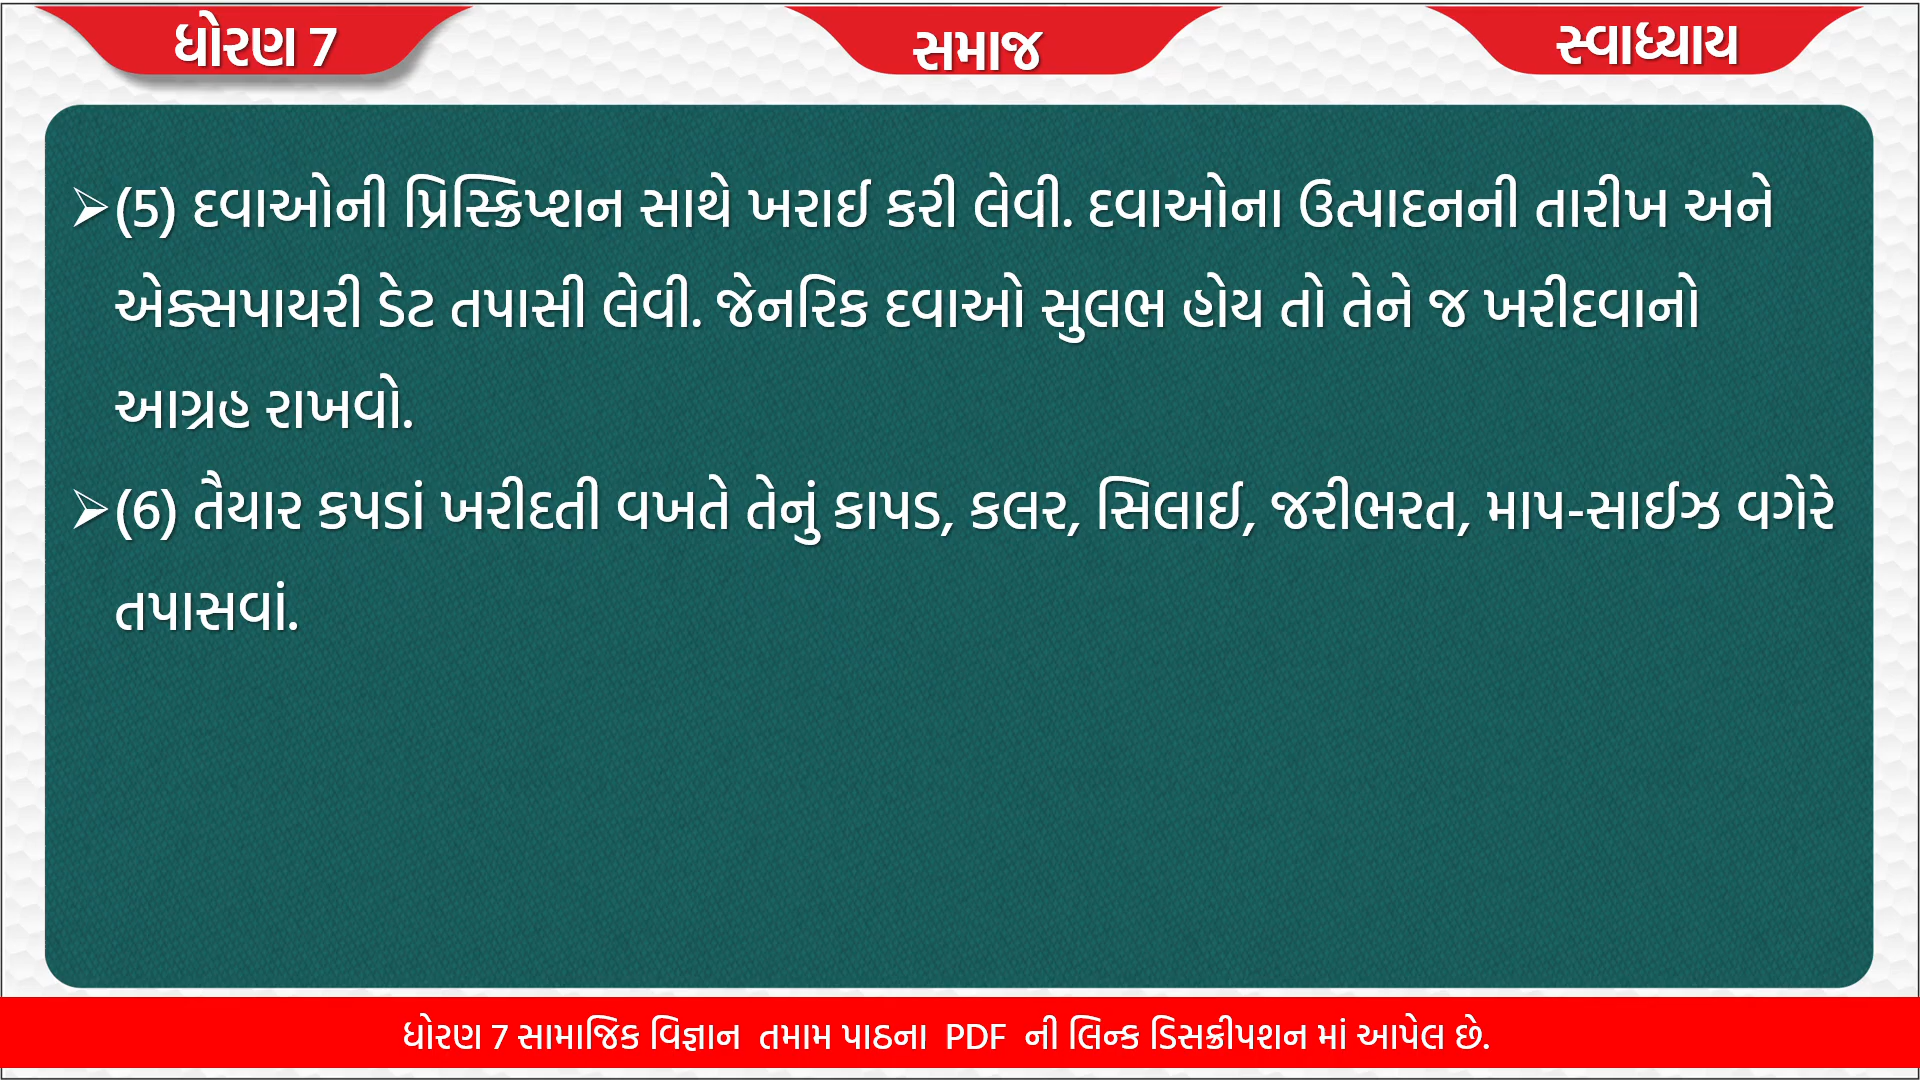 ધોરણ 7
સમાજ
સ્વાધ્યાય
➢(5) દવાઓની પ્રિસ્ક્રિપ્શન સાથે ખરાઈ કરી લેવી. દવાઓના ઉત્પાદનની તારીખ અને
એક્સપાયરી ડેટ તપાસી લેવી. જેનરિક દવાઓ સુલભ હોય તો તેને જ ખરીદવાનો
આગ્રહ રાખવો.
➢(6) તૈયાર કપડાં ખરીદતી વખતે તેનું કાપડ, કલર, સિલાઈ, જરીભરત, માપ-સાઈઝ વગેરે
તપાસવાં.
ધોરણ 7 સામાજિક વિજ્ઞાન તમામ પાઠના PDF ની લિન્ક ડિસક્રીપશન માં આપેલ છે.